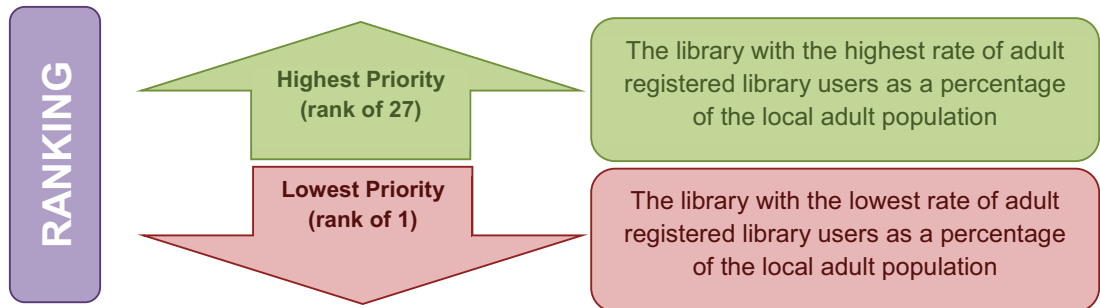 RANKING
Highest Priority
(rank of 27)
The library with the highest rate of adult
registered library users as a percentage
of the local adult population
Lowest Priority
(rank of 1)
The library with the lowest rate of adult
registered library users as a percentage
of the local adult population